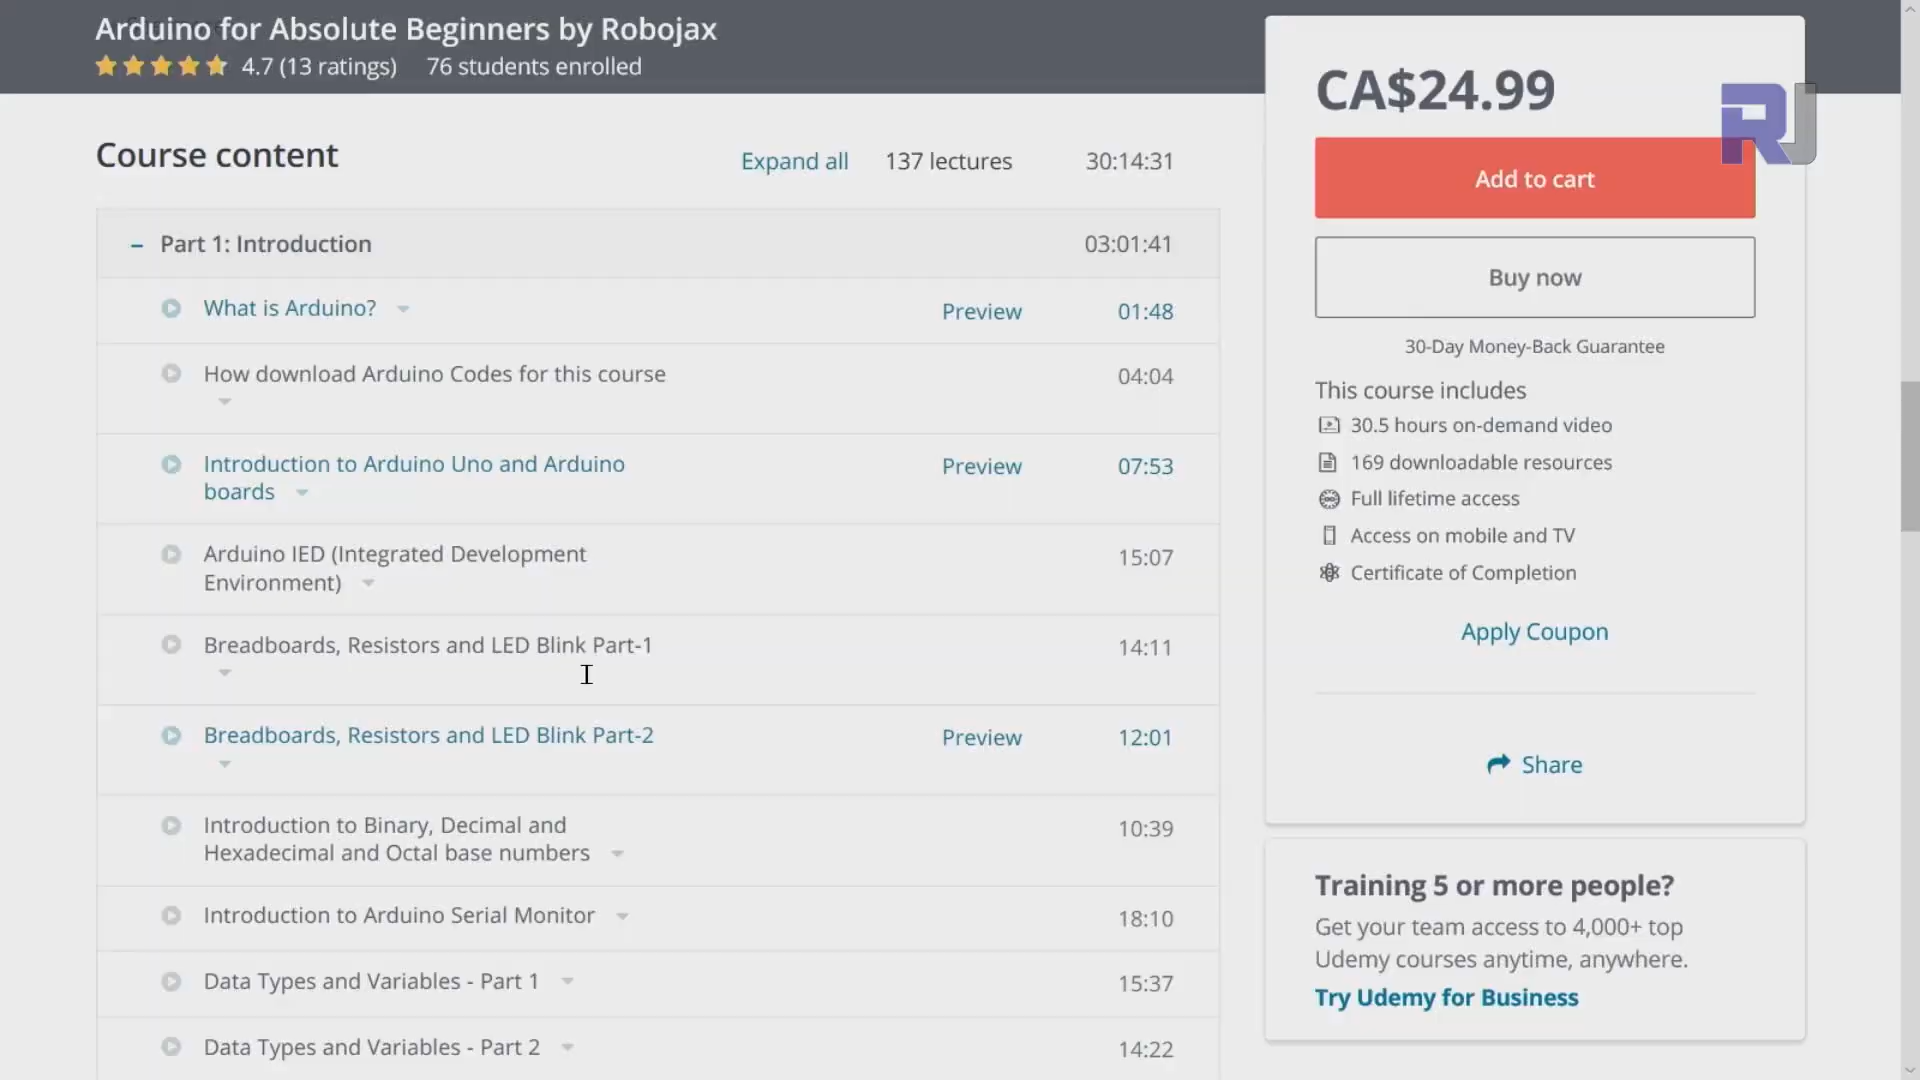 Arduino for Absolute Beginners by Robojax
4.7 (13 ratings) 76 students enrolled
Course content
Expand all 137 lectures 30:14:31
Part 1: Introduction 03:01:41
What is Arduino? Preview 01:48
How download Arduino Codes for this course 04:04
Introduction to Arduino Uno and Arduino
boards Preview 07:53
Arduino IED (Integrated Development
Environment) 15:07
Breadboards, Resistors and LED Blink Part-1 14:11
Breadboards, Resistors and LED Blink Part-2 Preview 12:01
Introduction to Binary, Decimal and
Hexadecimal and Octal base numbers 10:39
Introduction to Arduino Serial Monitor 18:10
Data Types and Variables - Part 1 15:37
Data Types and Variables - Part 2 14:22
CA$24.99
RJ
Add to cart
Buy now
30-Day Money-Back Guarantee
This course includes
30.5 hours on-demand video
169 downloadable resources
Full lifetime access
Access on mobile and TV
Certificate of Completion
Apply Coupon
Share
Training 5 or more people?
Get your team access to 4,000+ top
Udemy courses anytime, anywhere.
Try Udemy for Business